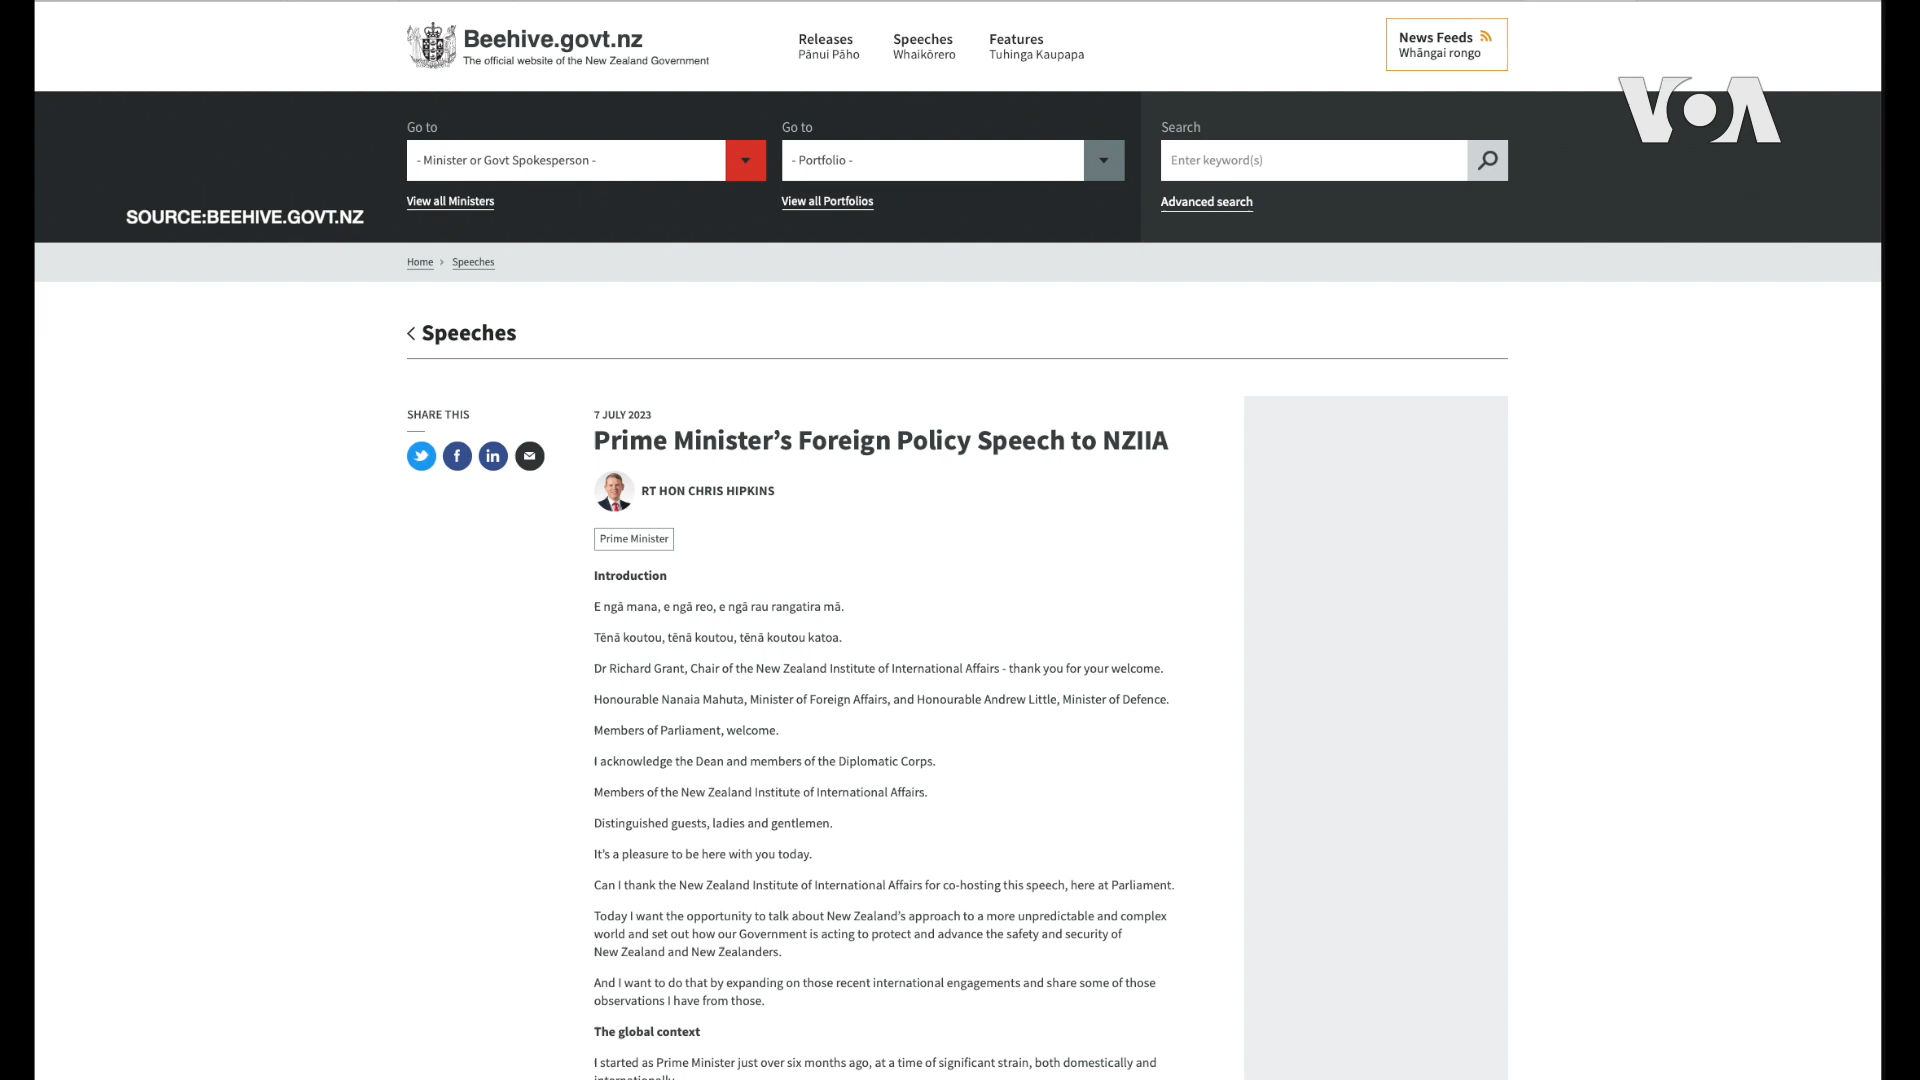 Beehive.govt.nz
The official website of the New Zealand Government
Releases
Pānui Pāho
Speeches
Whaikōrero
Features
Tuhinga Kaupapa
News Feeds
Whāngai rongo
VOA
Go to
- Minister or Govt Spokesperson -
View all Ministers
Go to
- Portfolio -
View all Portfolios
Search
Enter keyword(s)
Advanced search
SOURCE:BEEHIVE.GOVT.NZ
Home > Speeches
< Speeches
SHARE THIS
7 JULY 2023
Prime Minister’s Foreign Policy Speech to NZIIA
RT HON CHRIS HIPKINS
Prime Minister
Introduction
E ngā mana, e ngā reo, e ngā rau rangatira mā.
Tēnā koutou, tēnā koutou, tēnā koutou katoa.
Dr Richard Grant, Chair of the New Zealand Institute of International Affairs - thank you for your welcome.
Honourable Nanaia Mahuta, Minister of Foreign Affairs, and Honourable Andrew Little, Minister of Defence.
Members of Parliament, welcome.
I acknowledge the Dean and members of the Diplomatic Corps.
Members of the New Zealand Institute of International Affairs.
Distinguished guests, ladies and gentlemen.
It’s a pleasure to be here with you today.
Can I thank the New Zealand Institute of International Affairs for co-hosting this speech, here at Parliament.
Today I want the opportunity to talk about New Zealand’s approach to a more unpredictable and complex
world and set out how our Government is acting to protect and advance the safety and security of
New Zealand and New Zealanders.
And I want to do that by expanding on those recent international engagements and share some of those
observations I have from those.
The global context
I started as Prime Minister just over six months ago, at a time of significant strain, both domestically and